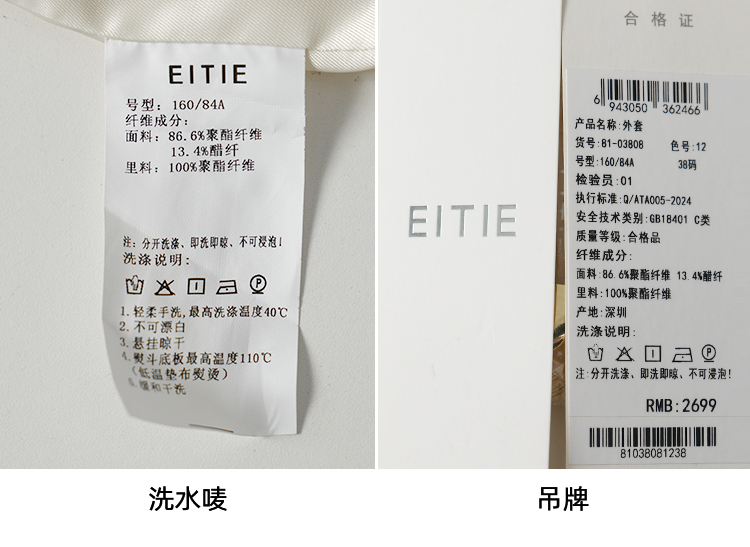 EITIE
号型: 160/84A
纤维成分:
面料: 86.6%聚酯纤维
13.4%醋纤
里料: 100%聚酯纤维
注: 分开洗涤、即洗即晾、不可浸泡!
洗涤说明:
1.轻柔手洗,最高洗涤温度40℃
2.不可漂白
3.悬挂晾干
4.熨斗底板最高温度110℃
(低温垫布熨烫)
5.缓和干洗
洗水唛
EITIE
合格证
6 943050 362466
产品名称:外套
货号:81-03808 色号:12
号型:160/84A 38码
检验员:01
执行标准:Q/ATA005-2024
安全技术类别:GB18401 C类
质量等级:合格品
纤维成分:
面料:86.6%聚酯纤维 13.4%醋纤
里料:100%聚酯纤维
产地:深圳
洗涤说明:
注:分开洗涤、即洗即晾、不可浸泡!
RMB:2699
81038081238
吊牌